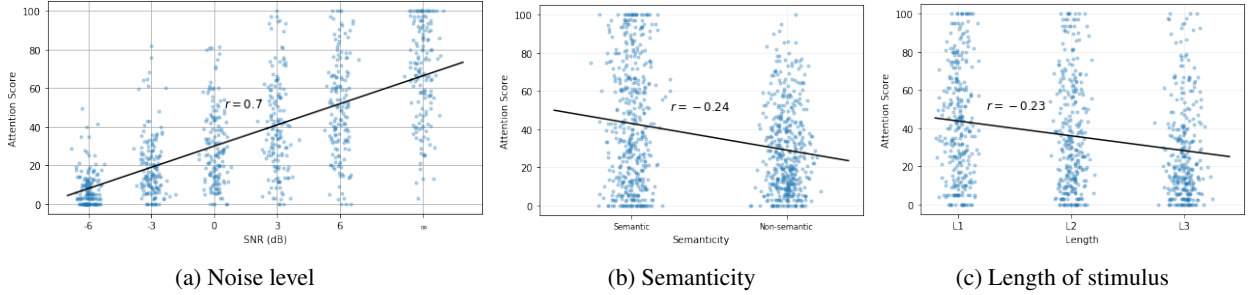 100
80
60
40
20
0
Attention Score
r = 0.7
-6
-3
0
3
6
∞
SNR (dB)
(a) Noise level
100
80
60
40
20
0
Attention Score
r = −0.24
Semantic
Non-semantic
Semanticity
(b) Semanticity
100
80
60
40
20
0
Attention Score
r = −0.23
L1
L2
L3
Length
(c) Length of stimulus